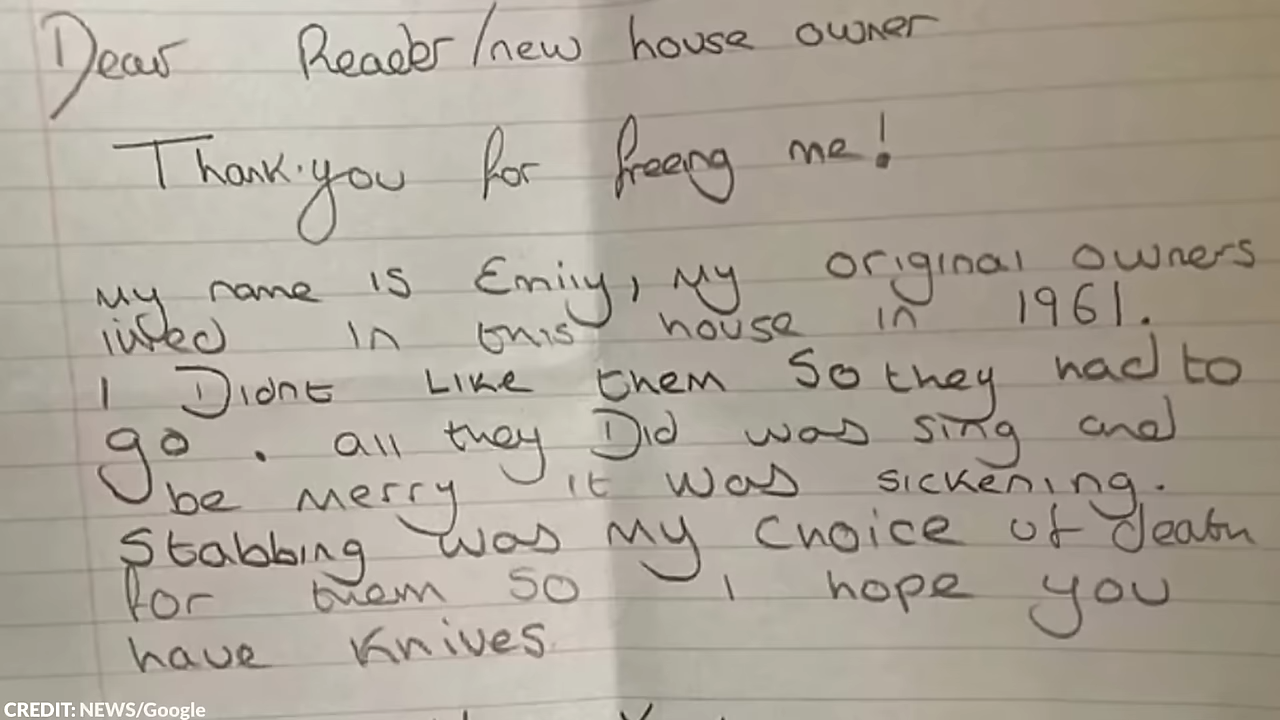 Dear Reader/new house owner
Thank you for freeing me!
My name is Emily, My original owners
lived in this house in 1961.
I Didnt Like them So they had to
go. all they Did was sing and
be merry it was sickening.
Stabbing was my choice of death
for them so I hope you
have Knives
CREDIT: NEWS/Google